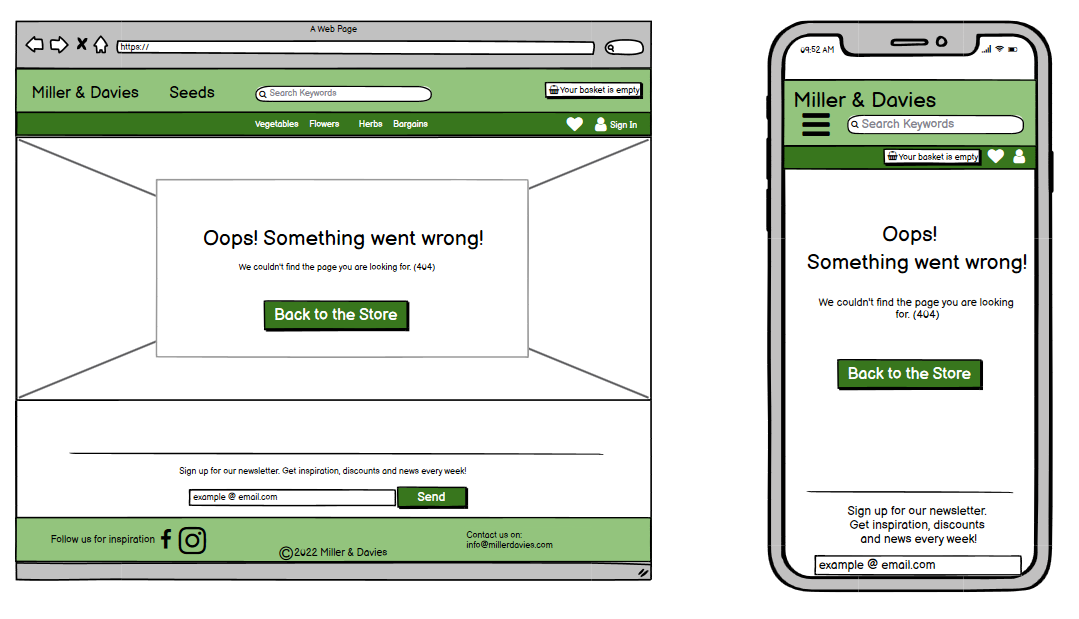 A Web Page
https://
Miller & Davies Seeds Search Keywords Your basket is empty
Vegetables Flowers Herbs Bargains Sign In
Oops! Something went wrong!
We couldn't find the page you are looking for. (404)
Back to the Store
Sign up for our newsletter. Get inspiration, discounts and news every week!
example @ email.com Send
Follow us for inspiration
©2022 Miller & Davies
Contact us on:
info@millerdavies.com
09:52 AM
Miller & Davies
Search Keywords
Your basket is empty
Oops!
Something went wrong!
We couldn't find the page you are looking
for. (404)
Back to the Store
Sign up for our newsletter.
Get inspiration, discounts
and news every week!
example @ email.com